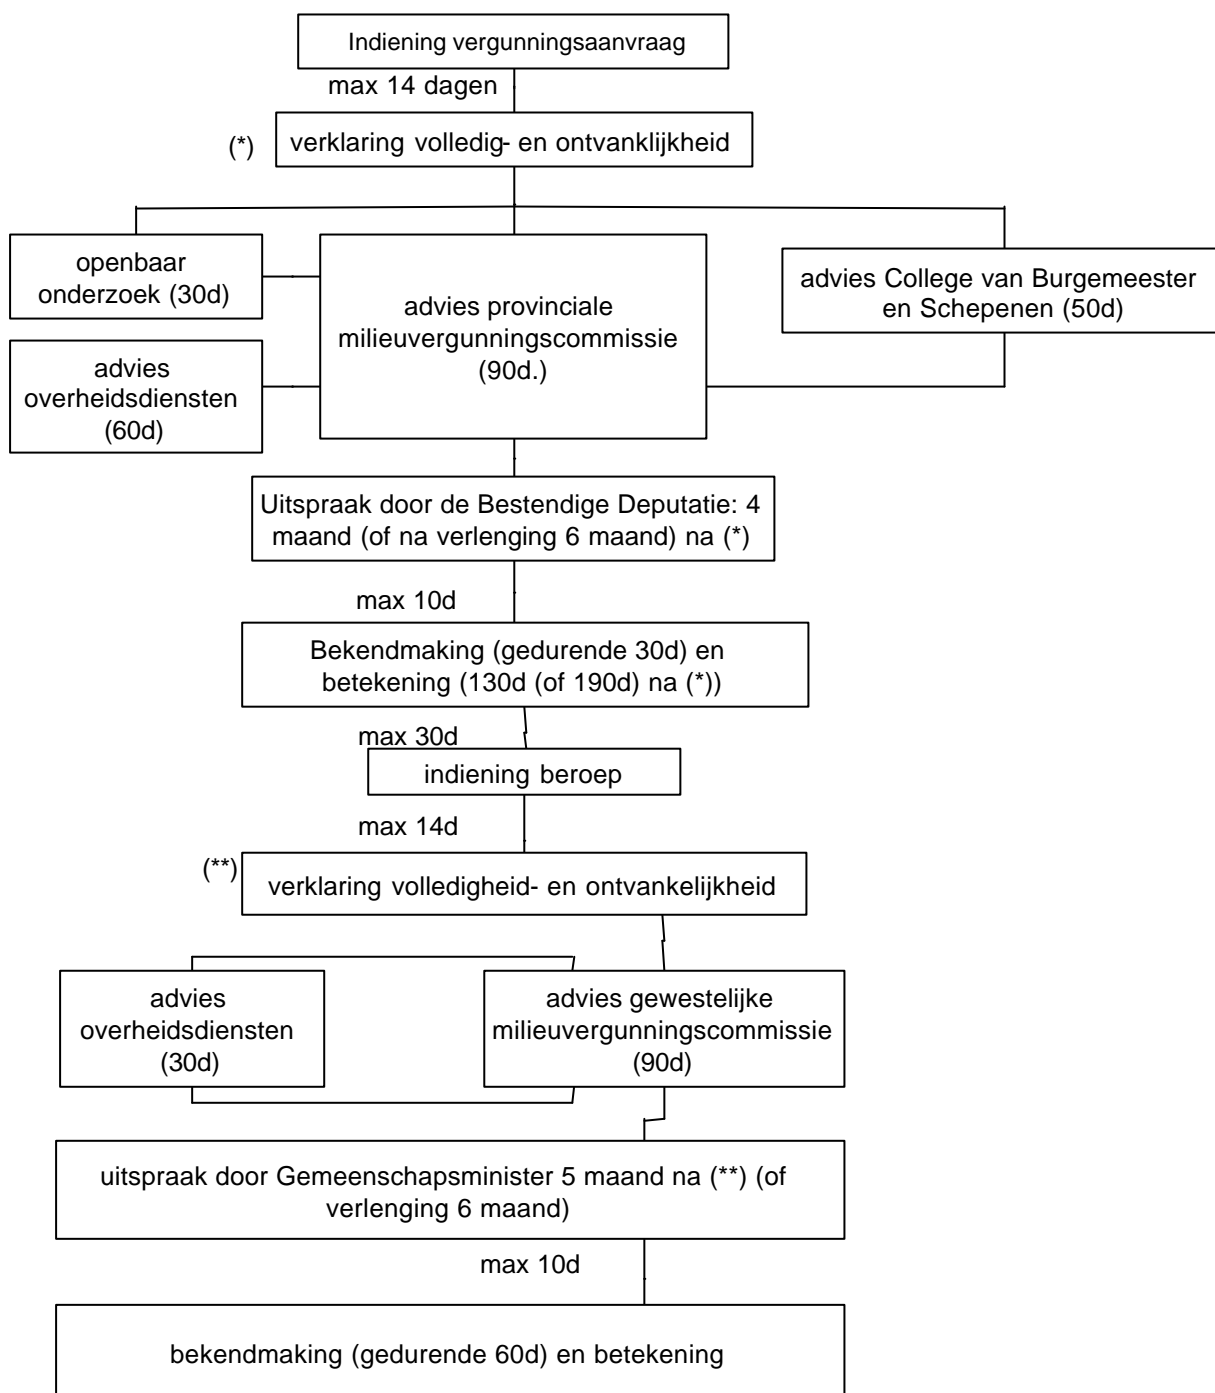 Indiening vergunningsaanvraag
max 14 dagen
(*)
verklaring volledig- en ontvanklijkheid
openbaar
onderzoek (30d)
advies provinciale
milieuvergunningscommissie
(90d.)
advies College van Burgemeester
en Schepenen (50d)
advies
overheidsdiensten
(60d)
Uitspraak door de Bestendige Deputatie: 4
maand (of na verlenging 6 maand) na (*)
max 10d
Bekendmaking (gedurende 30d) en
betekening (130d (of 190d) na (*))
max 30d
indiening beroep
max 14d
(**)
verklaring volledigheid- en ontvankelijkheid
advies
overheidsdiensten
(30d)
advies gewestelijke
milieuvergunningscommissie
(90d)
uitspraak door Gemeenschapsminister 5 maand na (**) (of
verlenging 6 maand)
max 10d
bekendmaking (gedurende 60d) en betekening